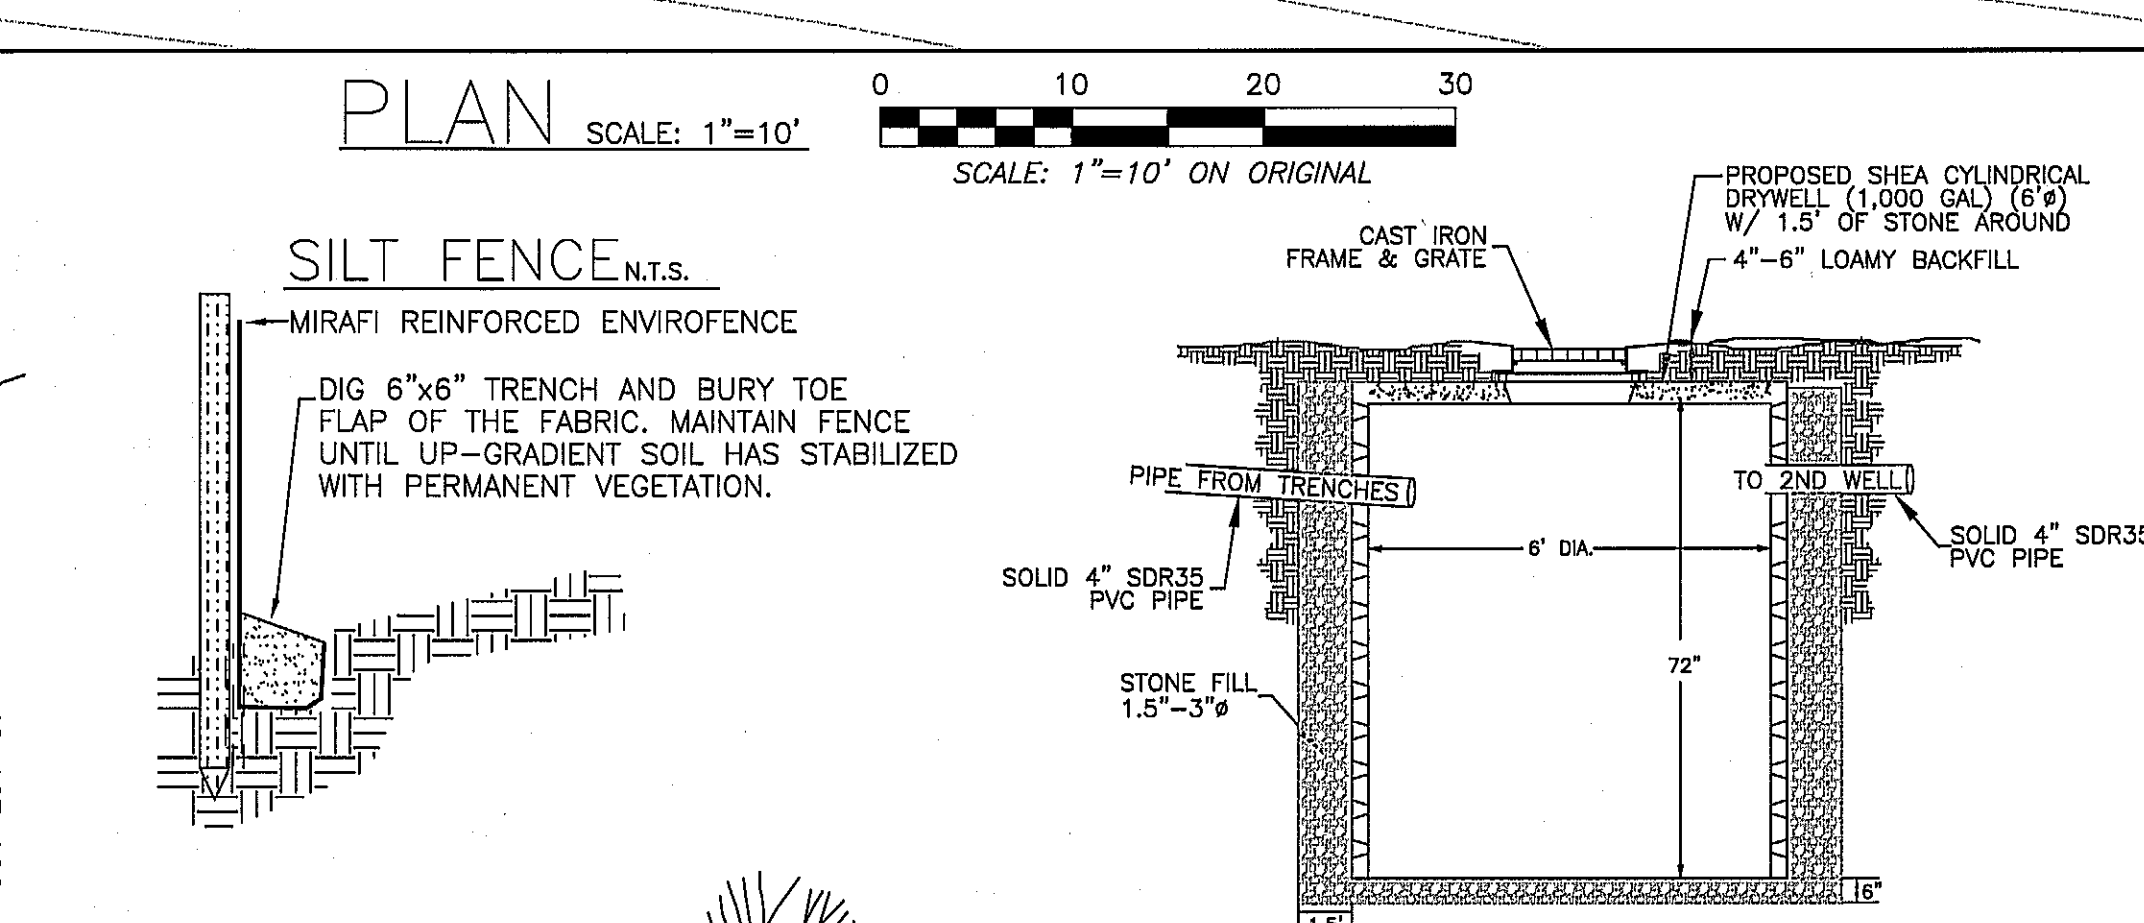 PLAN SCALE: 1"=10'
0 10 20 30
SCALE: 1"=10' ON ORIGINAL
SILT FENCE N.T.S.
MIRAFI REINFORCED ENVIROFENCE
DIG 6"x6" TRENCH AND BURY TOE
FLAP OF THE FABRIC. MAINTAIN FENCE
UNTIL UP-GRADIENT SOIL HAS STABILIZED
WITH PERMANENT VEGETATION.
PROPOSED SHEA CYLINDRICAL
DRYWELL (1,000 GAL) (6'ø)
W/ 1.5' OF STONE AROUND
CAST IRON
FRAME & GRATE
4"-6" LOAMY BACKFILL
PIPE FROM TRENCHES
TO 2ND WELL
SOLID 4" SDR35
PVC PIPE
6' DIA.
SOLID 4" SDR35
PVC PIPE
72"
STONE FILL
1.5"-3"ø
6"
1.5'